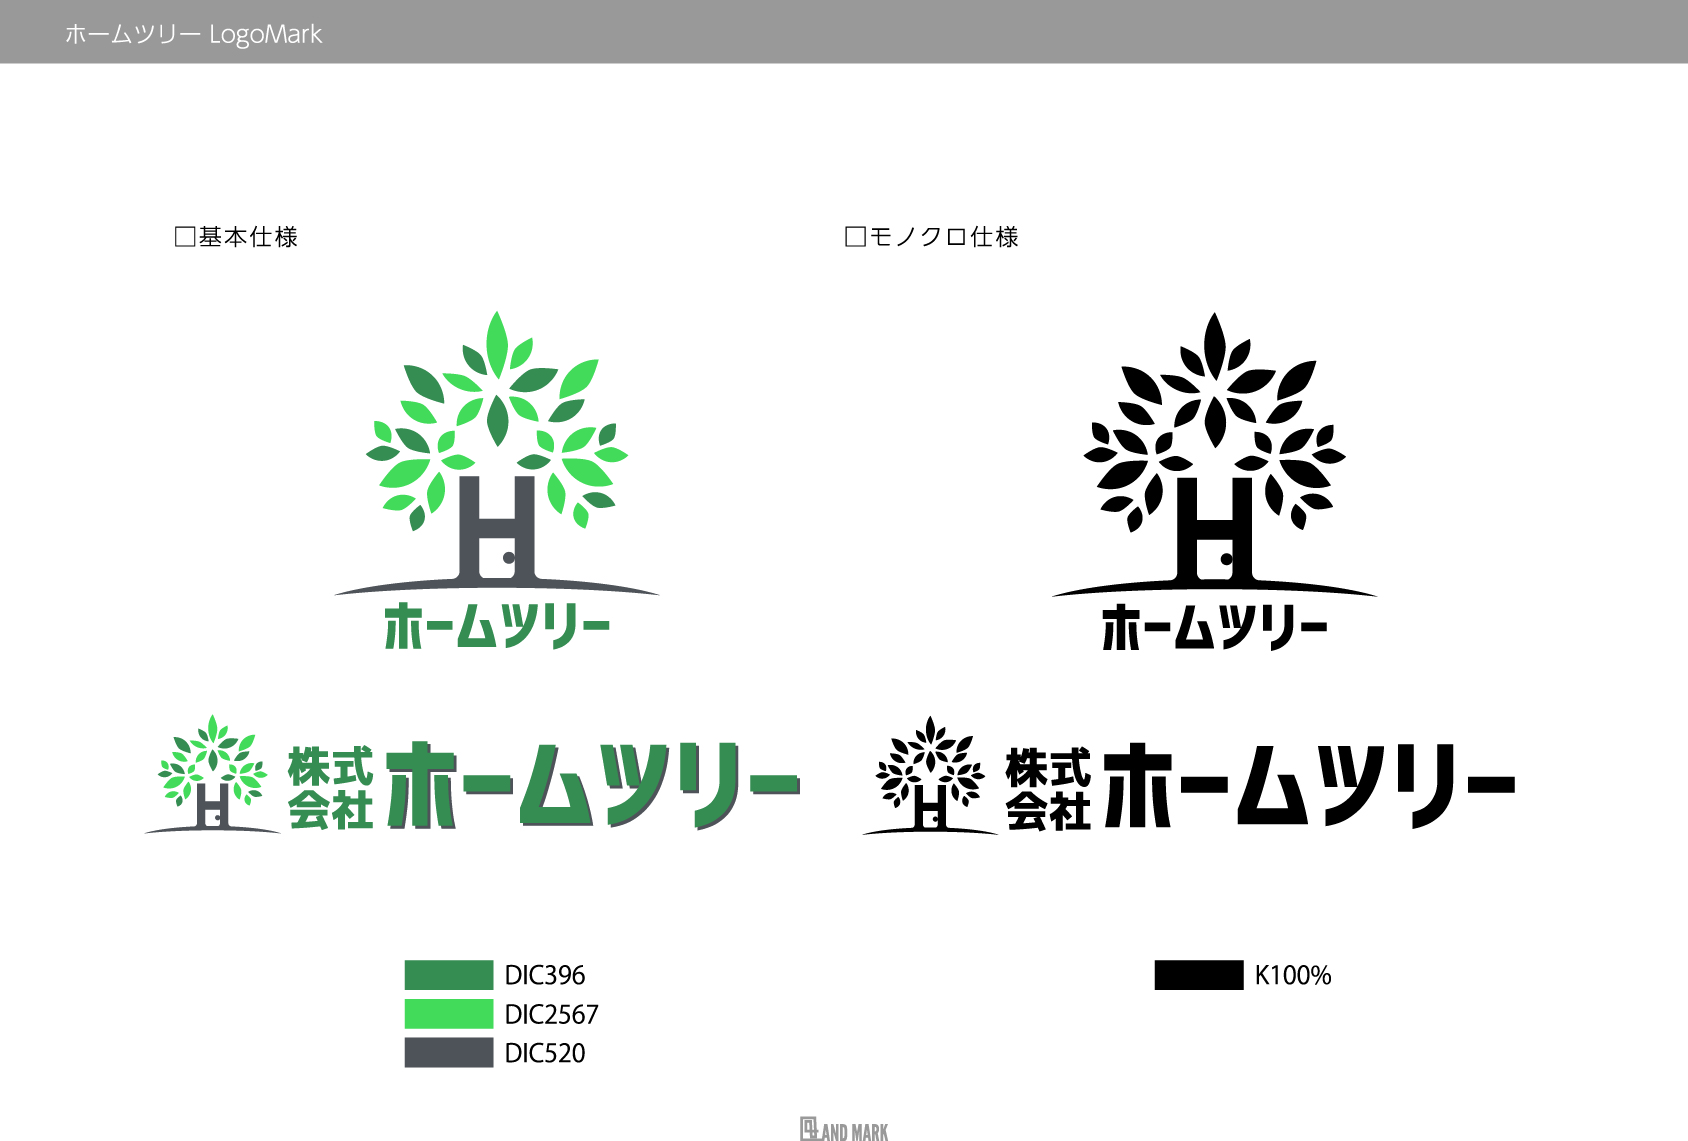 ホームツリー LogoMark
□基本仕様
□モノクロ仕様
H
ホームツリー
H
ホームツリー
H
株式会社
ホームツリー
H
株式会社
ホームツリー
DIC396
DIC2567
DIC520
K100%
LAND MARK